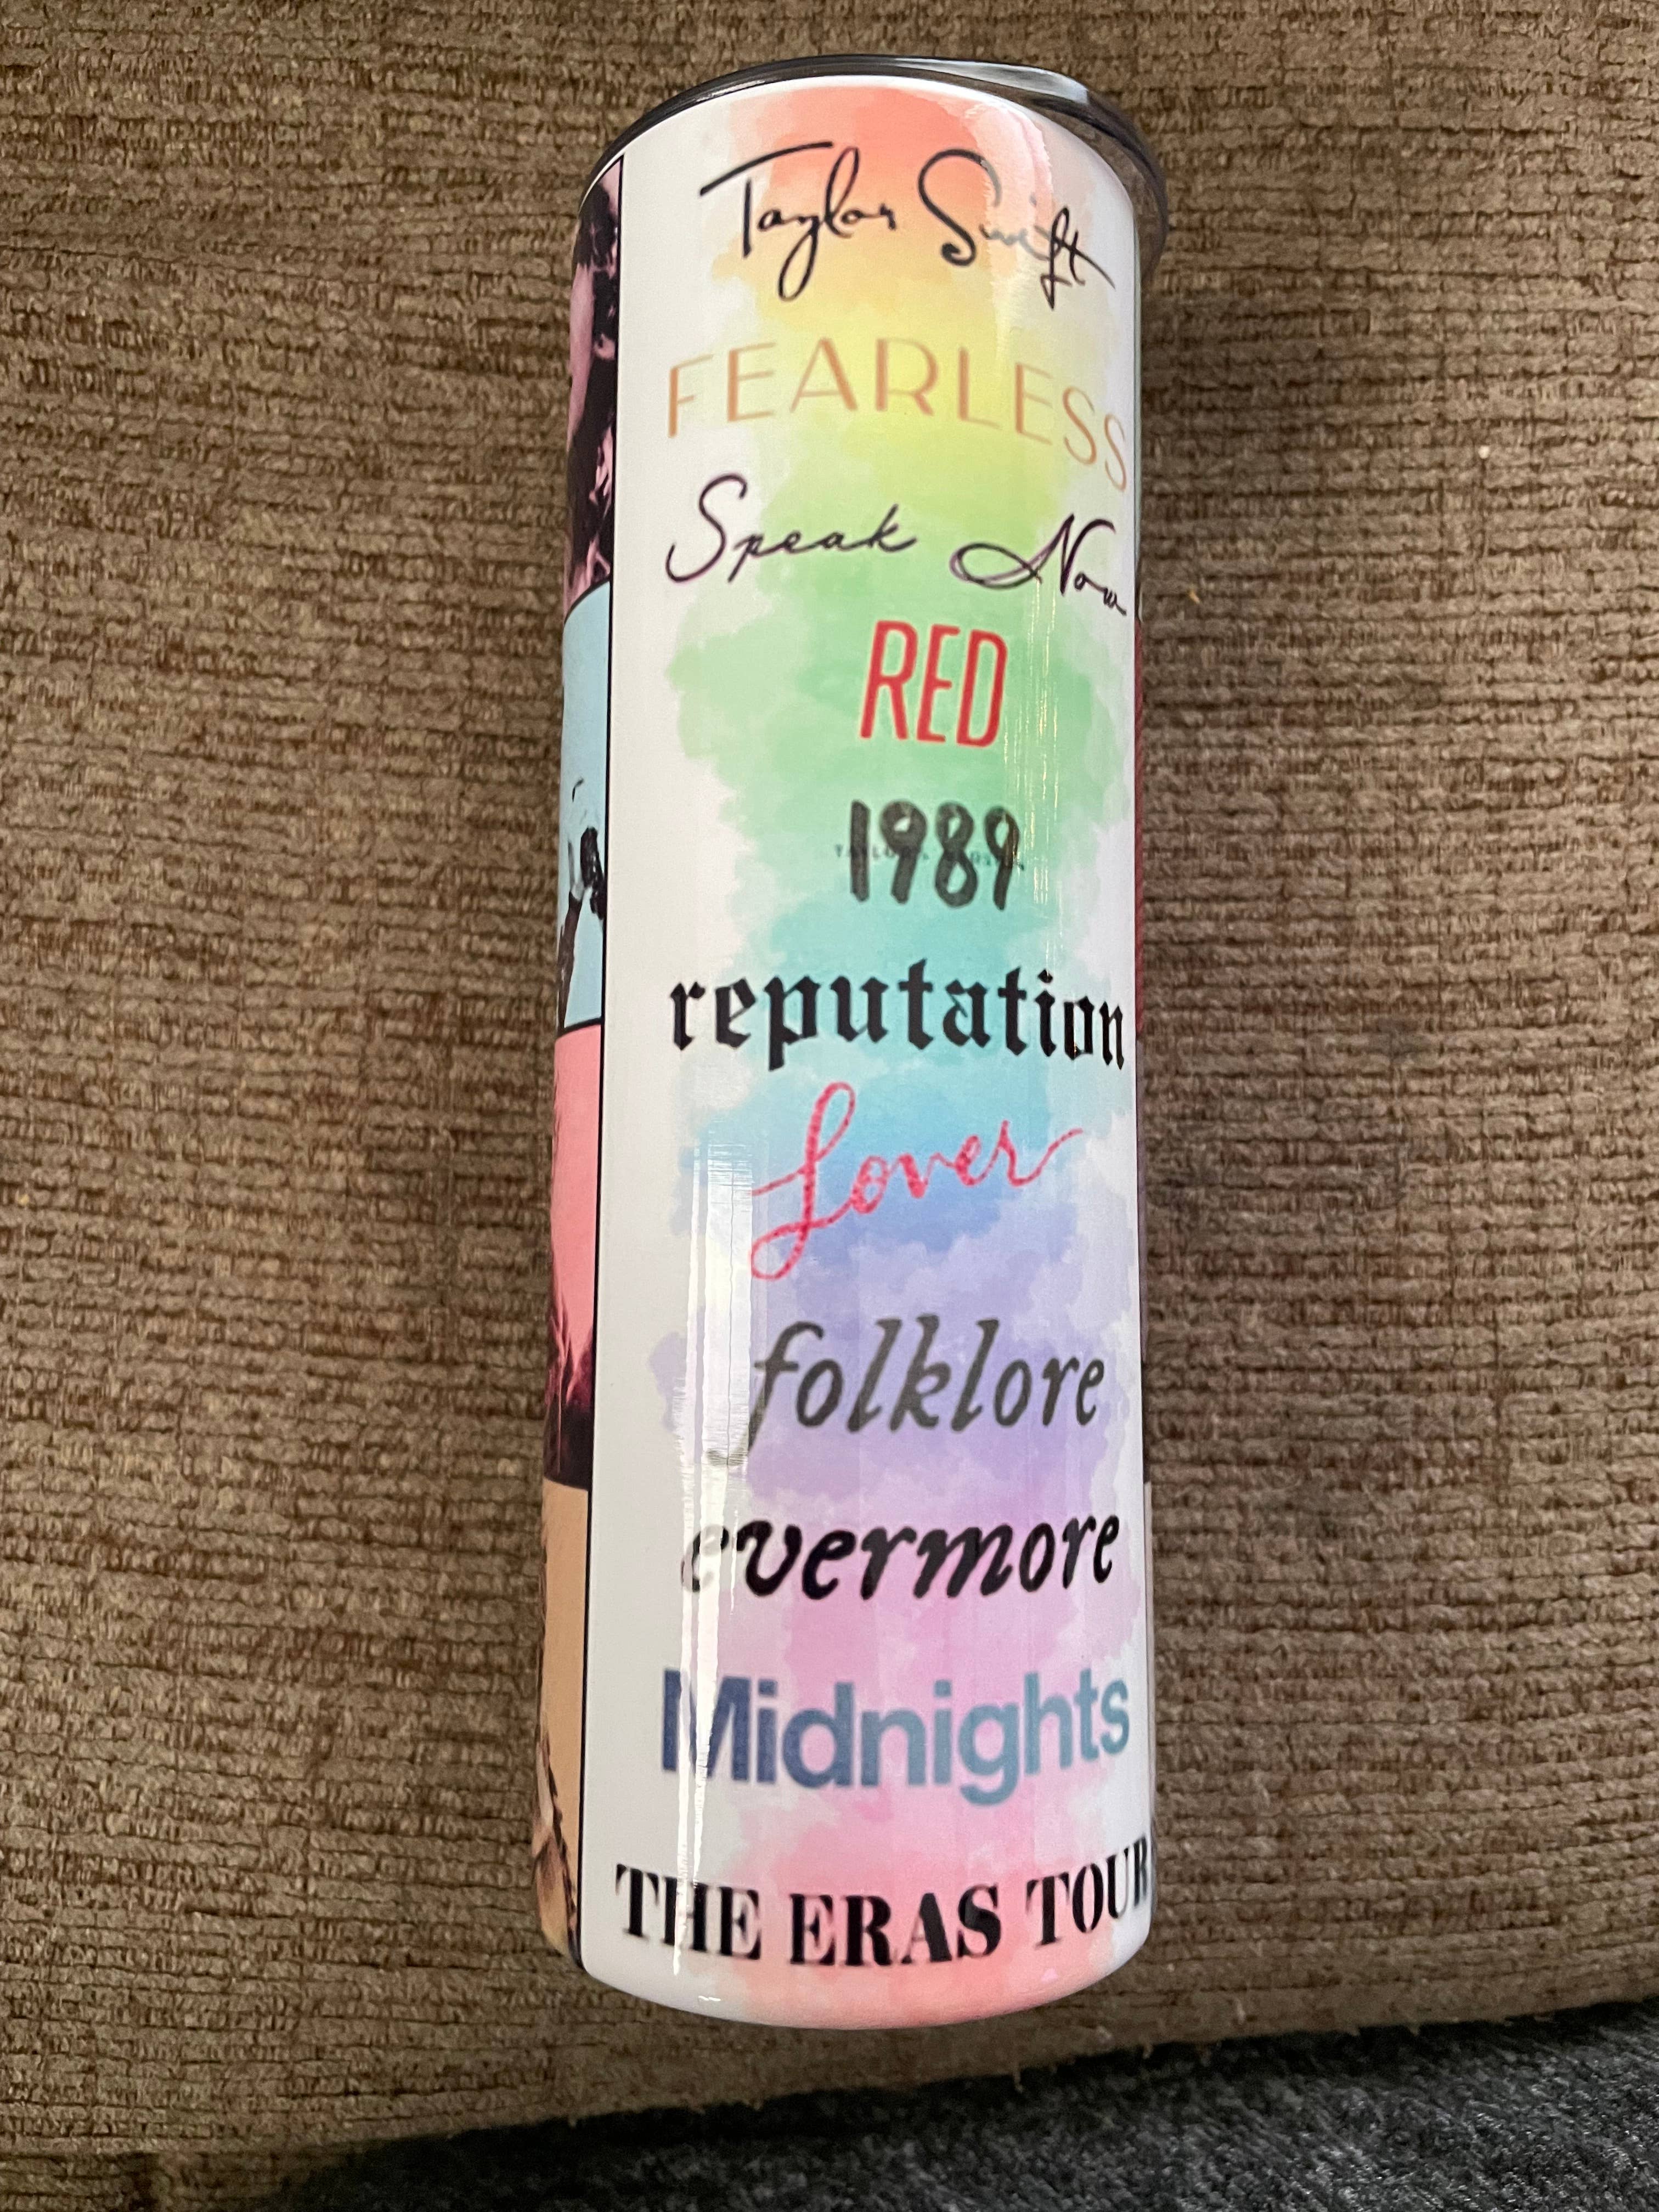 Taylor Swift
FEARLESS
Speak Now
RED
1989
reputation
Lover
folklore
evermore
Midnights
THE ERAS TOUR